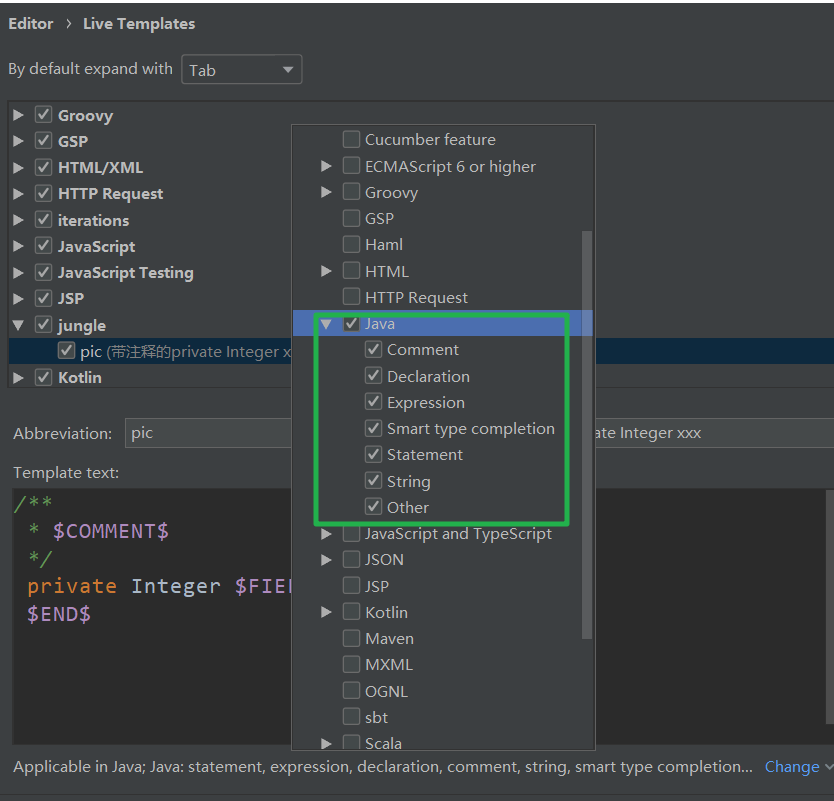 Editor › Live Templates
By default expand with Tab
Groovy
GSP
HTML/XML
HTTP Request
iterations
JavaScript
JavaScript Testing
JSP
jungle
pic (带注释的private Integer x
Kotlin
Cucumber feature
ECMAScript 6 or higher
Groovy
GSP
Haml
HTML
HTTP Request
Java
Comment
Declaration
Expression
Smart type completion
Statement
String
Other
JavaScript and TypeScript
JSON
JSP
Kotlin
Maven
MXML
OGNL
sbt
Scala
Abbreviation: pic
ate Integer xxx
Template text:
/**
* $COMMENT$
*/
private Integer $FIE
$END$
Applicable in Java; Java: statement, expression, declaration, comment, string, smart type completion... Change